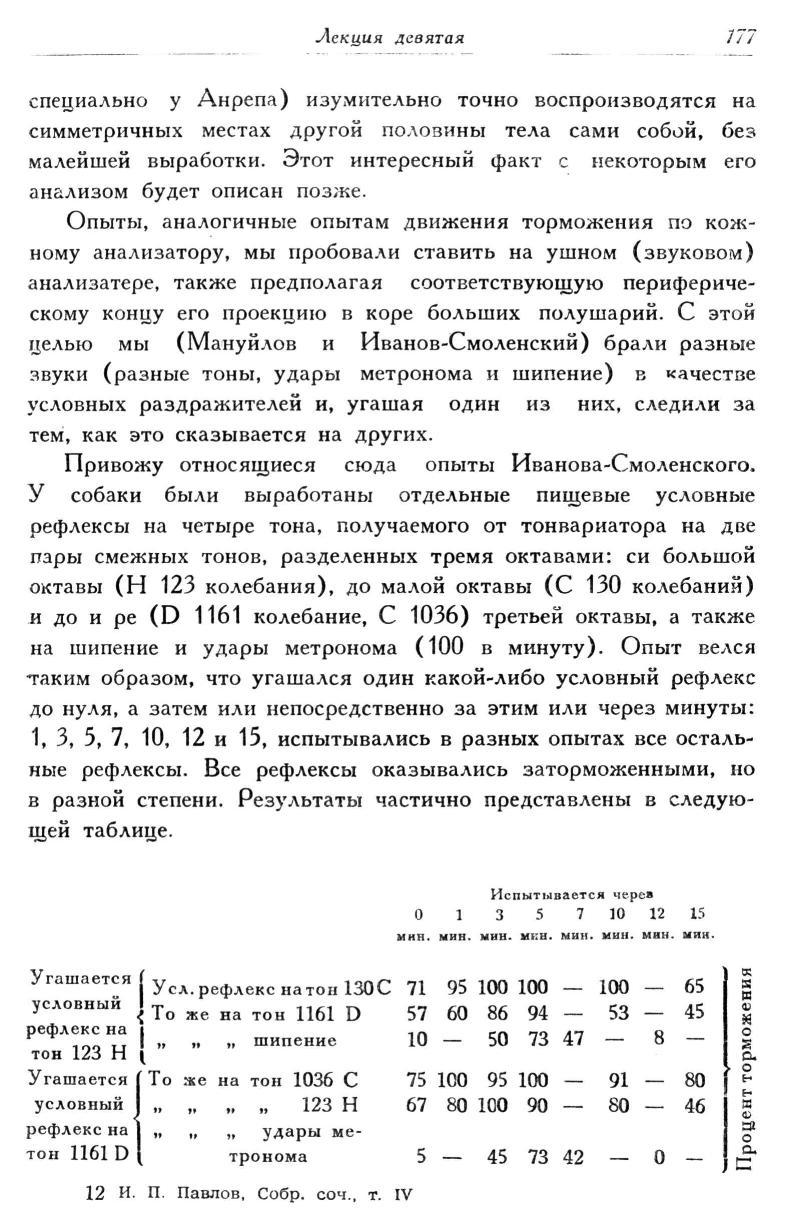 Лекция девятая 177
специально у Анрепа) изумительно точно воспроизводятся на
симметричных местах другой половины тела сами собой, без
малейшей выработки. Этот интересный факт с некоторым его
анализом будет описан позже.
Опыты, аналогичные опытам движения торможения по кож-
ному анализатору, мы пробовали ставить на ушном (звуковом)
анализатере, также предполагая соответствующую перифериче-
скому концу его проекцию в коре больших полушарий. С этой
целью мы (Мануйлов и Иванов-Смоленский) брали разные
звуки (разные тоны, удары метронома и шипение) в качестве
условных раздражителей и, угашая один из них, следили за
тем, как это сказывается на других.
Привожу относящиеся сюда опыты Иванова-Смоленского.
У собаки были выработаны отдельные пищевые условные
рефлексы на четыре тона, получаемого от тонвариатора на две
пары смежных тонов, разделенных тремя октавами: си большой
октавы (H 123 колебания), до малой октавы (C 130 колебаний)
и до и ре (D 1161 колебание, C 1036) третьей октавы, а также
на шипение и удары метронома (100 в минуту). Опыт велся
таким образом, что угашался один какой-либо условный рефлекс
до нуля, а затем или непосредственно за этим или через минуты:
1, 3, 5, 7, 10, 12 и 15, испытывались в разных опытах все осталь-
ные рефлексы. Все рефлексы оказывались заторможенными, но
в разной степени. Результаты частично представлены в следую-
щей таблице.
Испытывается через
0 1 3 5 7 10 12 15
мин. мин. мин. мин. мин. мин. мин. мин.
Угашается условный рефлекс на тон 123 H
Усл. рефлекс на тон 130 C 71 95 100 100 — 100 — 65
То же на тон 1161 D 57 60 86 94 — 53 — 45
„ „ „ шипение 10 — 50 73 47 — 8 —
Угашается условный рефлекс на тон 1161 D
То же на тон 1036 C 75 100 95 100 — 91 — 80
„ „ „ „ 123 H 67 80 100 90 — 80 — 46
„ „ „ удары ме-
тронома 5 — 45 73 42 — 0 —
Процент торможения
12 И. П. Павлов, Собр. соч., т. IV